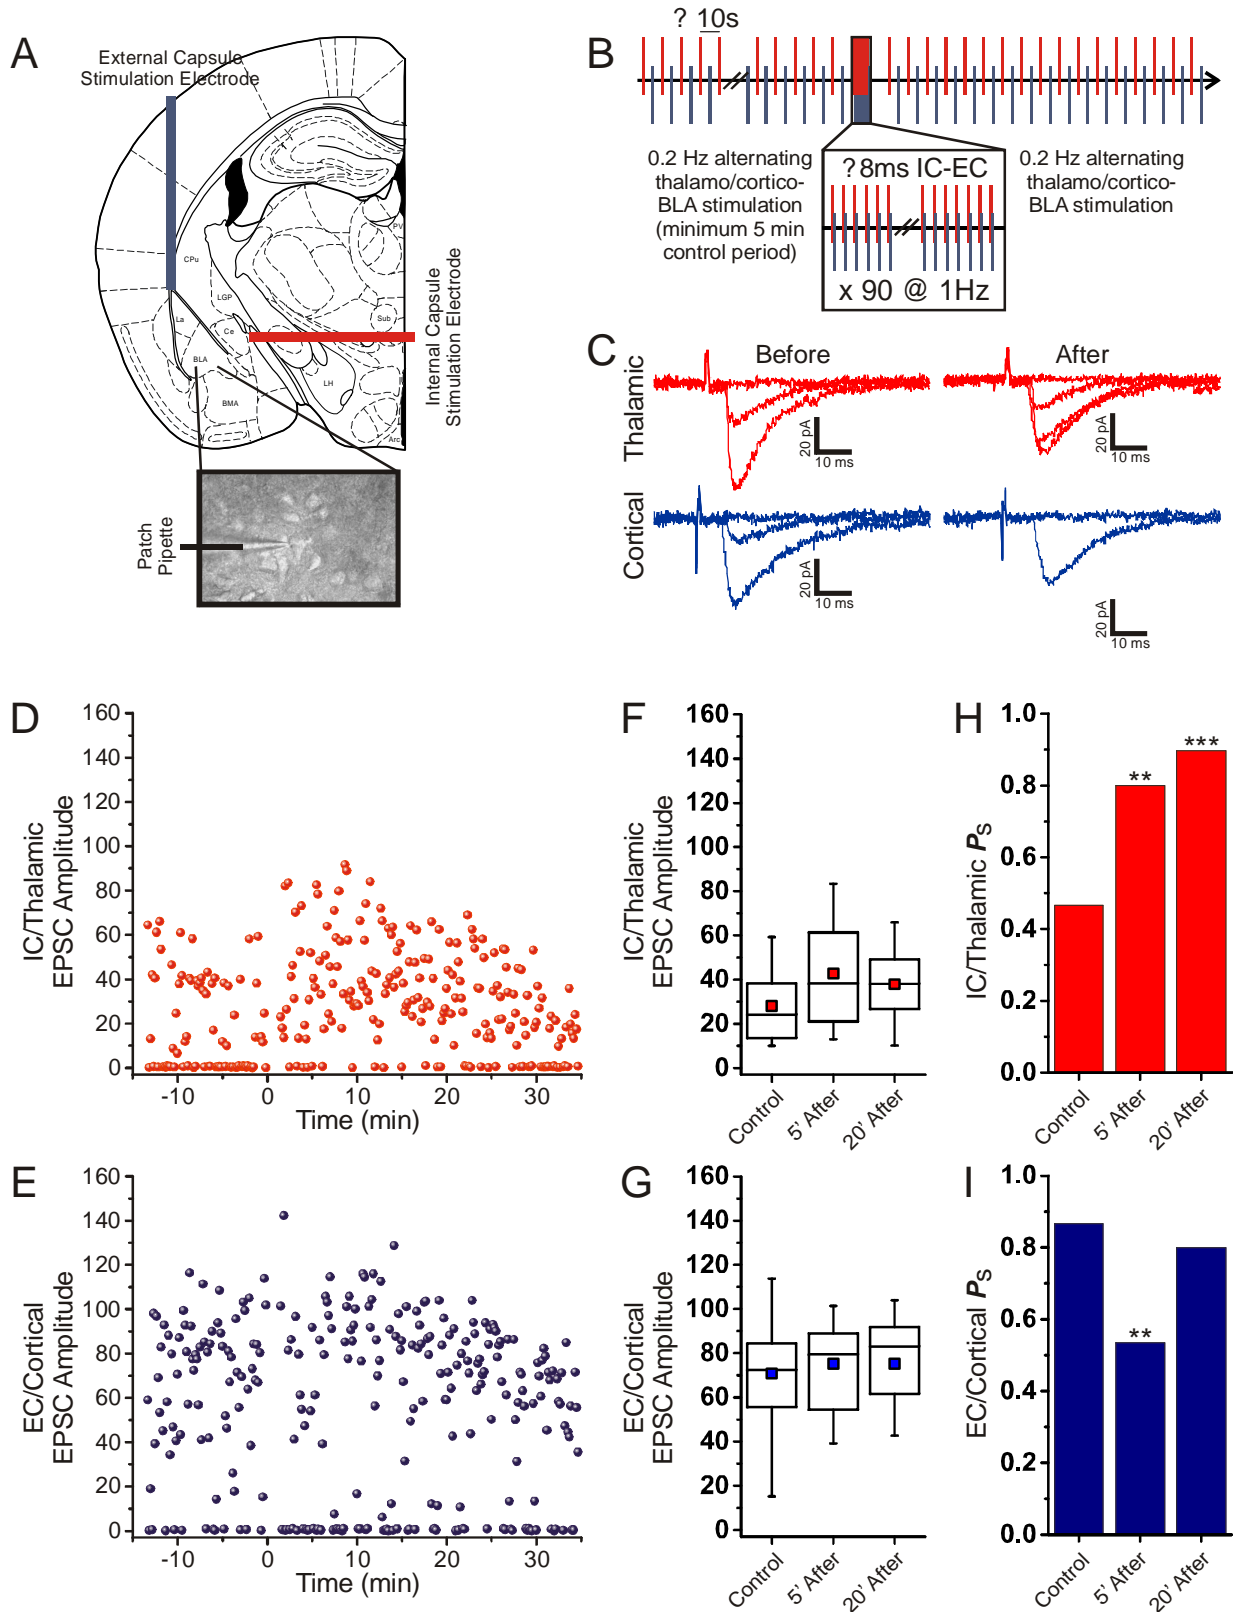 A
External Capsule
Stimulation Electrode
CPu
LGP
La
Ce
BLA
BMA
LH
PV
Sub
Arc
Internal Capsule
Stimulation Electrode
Patch
Pipette
B
? 10s
0.2 Hz alternating
thalamo/cortico-
BLA stimulation
(minimum 5 min
control period)
?8ms IC-EC
x 90 @ 1Hz
0.2 Hz alternating
thalamo/cortico-
BLA stimulation
C
Before
After
Thalamic
20 pA
10 ms
20 pA
10 ms
Cortical
20 pA
10 ms
20 pA
10 ms
D
IC/Thalamic
EPSC Amplitude
160
140
120
100
80
60
40
20
0
-10
0
10
20
30
Time (min)
F
IC/Thalamic
EPSC Amplitude
160
140
120
100
80
60
40
20
0
Control
5' After
20' After
H
IC/Thalamic Ps
1.0
0.8
0.6
0.4
0.2
0.0
**
***
Control
5' After
20' After
E
EC/Cortical
EPSC Amplitude
160
140
120
100
80
60
40
20
0
-10
0
10
20
30
Time (min)
G
EC/Cortical
EPSC Amplitude
160
140
120
100
80
60
40
20
0
Control
5' After
20' After
I
EC/Cortical Ps
1.0
0.8
0.6
0.4
0.2
0.0
**
Control
5' After
20' After